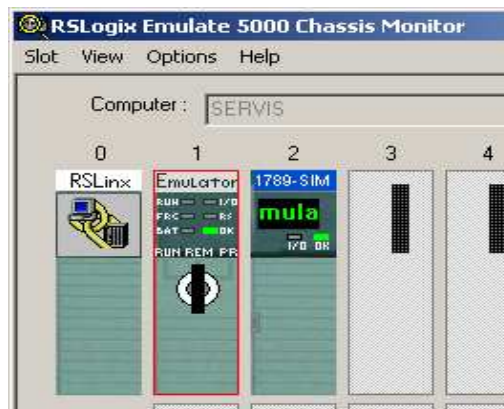 RSLogix Emulate 5000 Chassis Monitor
Slot View Options Help
Computer : SERVIS
0 1 2 3 4
RSLinx Emulator 1789-SIM
RUN I/O
FRC RS
BAT OK
mula
I/O OK
RUN REM PR